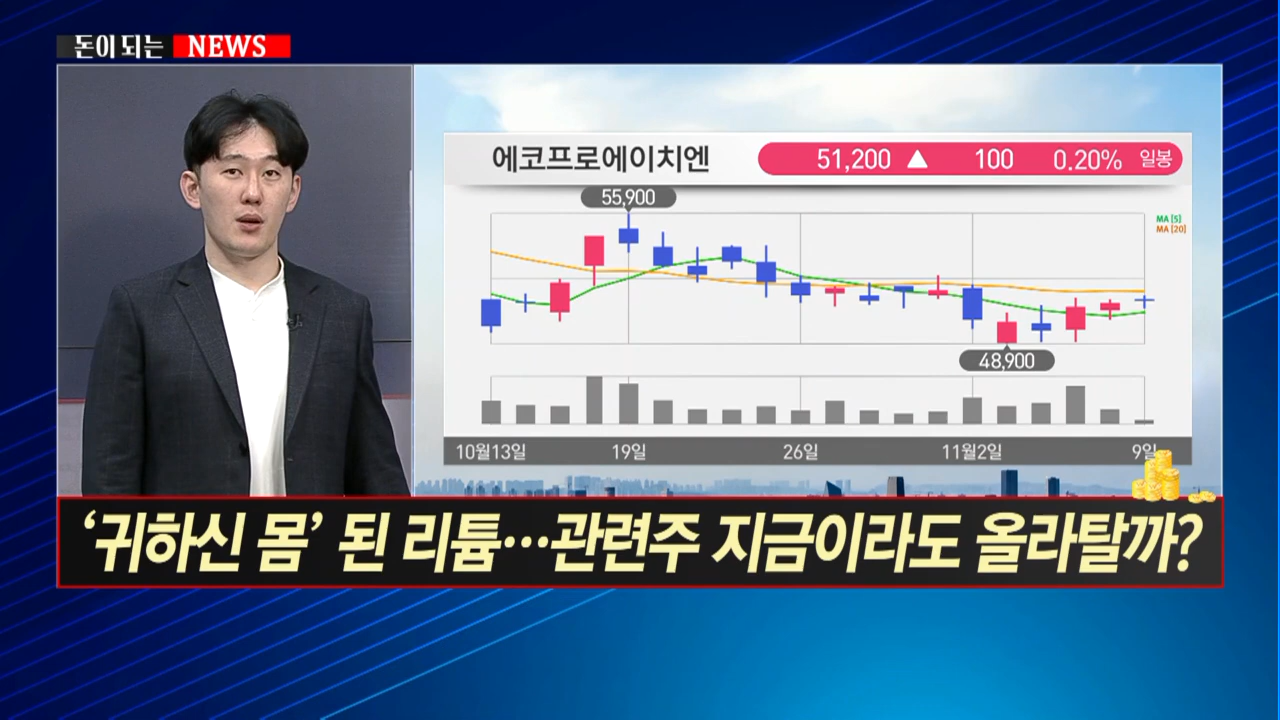 돈이 되는 NEWS
에코프로에이치엔 51,200 ▲ 100 0.20% 일봉
55,900
MA [5]
MA [20]
48,900
10월13일 19일 26일 11월2일 9일
‘귀하신 몸’ 된 리튬…관련주 지금이라도 올라탈까?